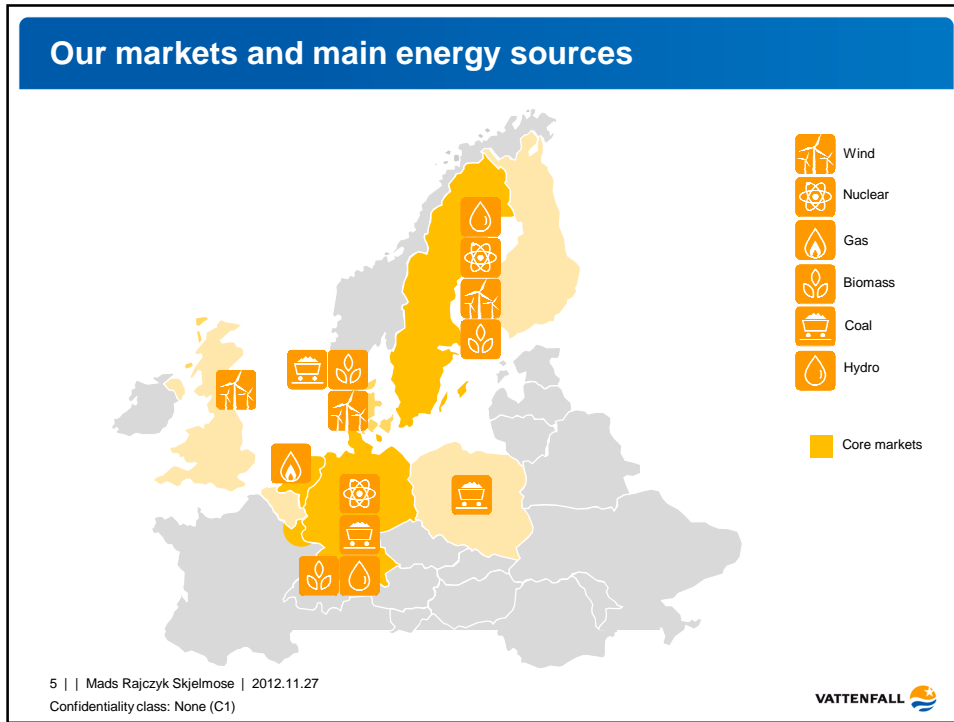 Our markets and main energy sources
Wind
Nuclear
Gas
Biomass
Coal
Hydro
Core markets
5 | | Mads Rajczyk Skjelmose | 2012.11.27
Confidentiality class: None (C1)
VATTENFALL